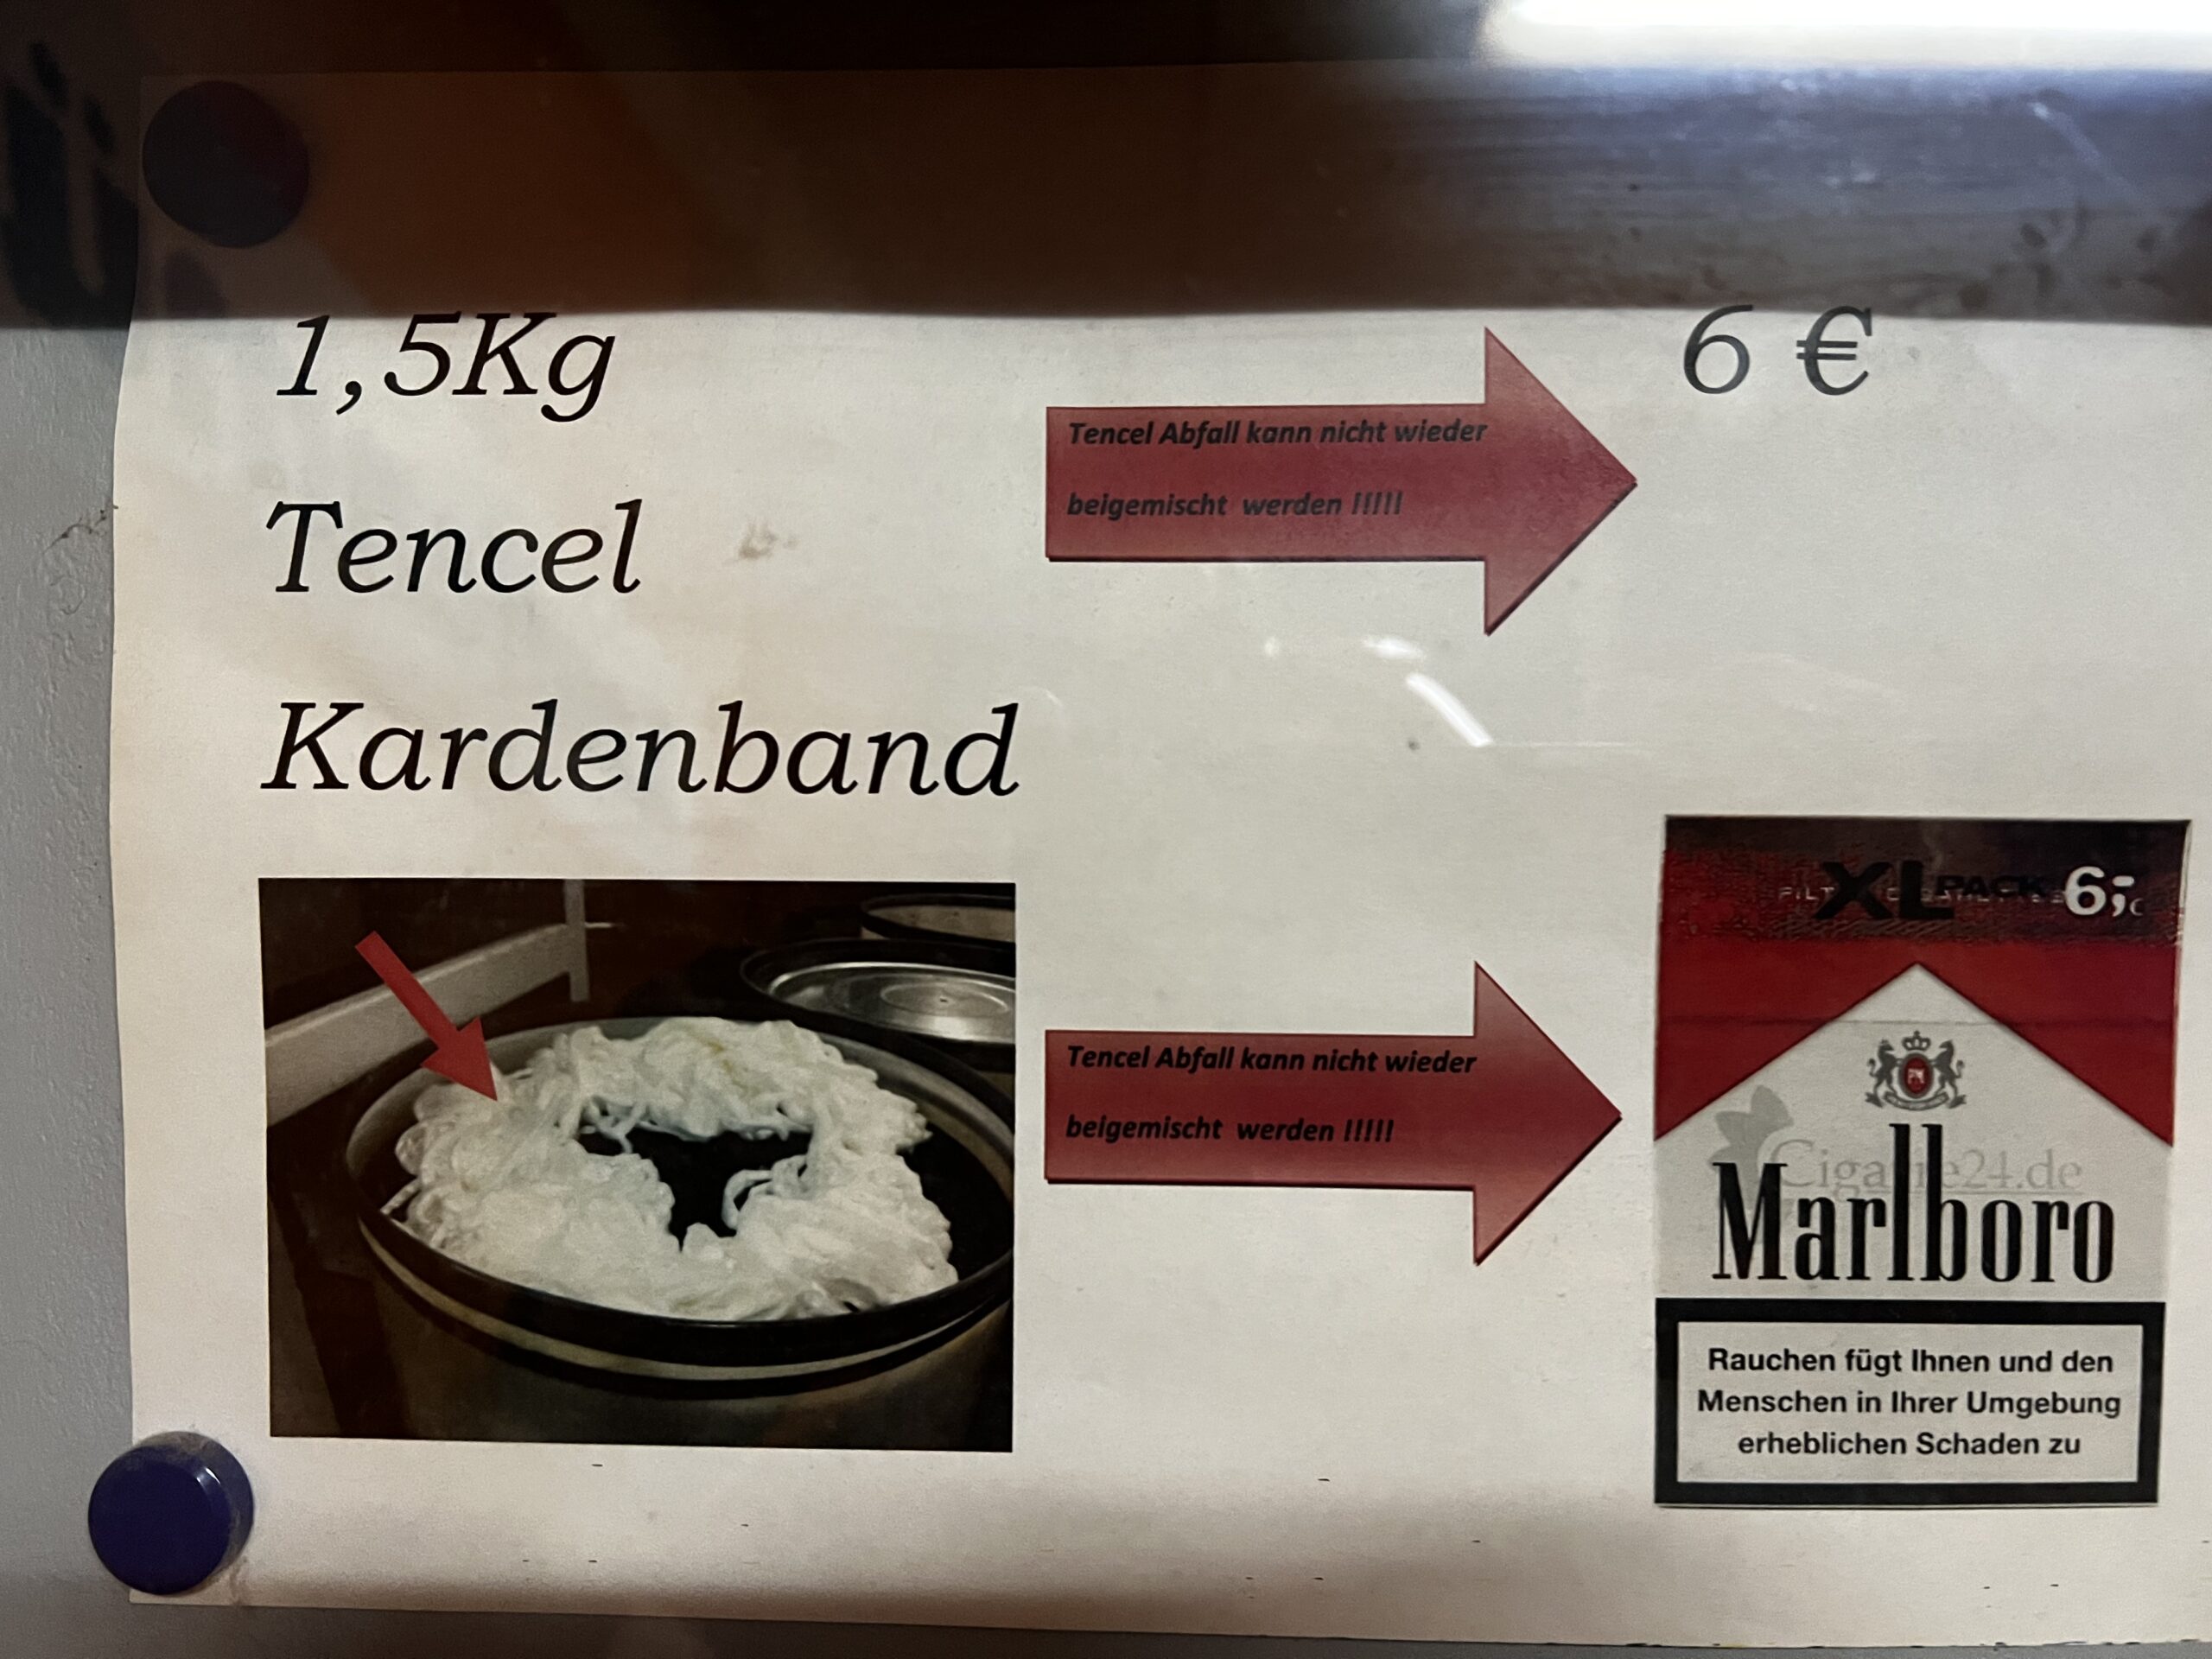 1,5Kg
6 €
Tencel Abfall kann nicht wieder
beigemischt werden !!!!!
Tencel
Kardenband
XL PACK 6,-
Tencel Abfall kann nicht wieder
beigemischt werden !!!!!
Marlboro
Rauchen fügt Ihnen und den
Menschen in Ihrer Umgebung
erheblichen Schaden zu